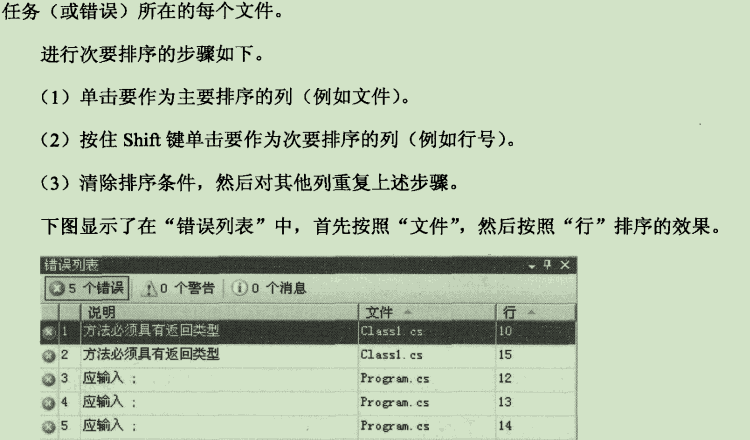 任务（或错误）所在的每个文件。
进行次要排序的步骤如下。
（1）单击要作为主要排序的列（例如文件）。
（2）按住 Shift 键单击要作为次要排序的列（例如行号）。
（3）清除排序条件，然后对其他列重复上述步骤。
下图显示了在“错误列表”中，首先按照“文件”，然后按照“行”排序的效果。
错误列表
5 个错误 0 个警告 0 个消息
说明 文件 行
1 方法必须具有返回类型 Class1.cs 10
2 方法必须具有返回类型 Class1.cs 15
3 应输入 ; Program.cs 12
4 应输入 ; Program.cs 13
5 应输入 ; Program.cs 14